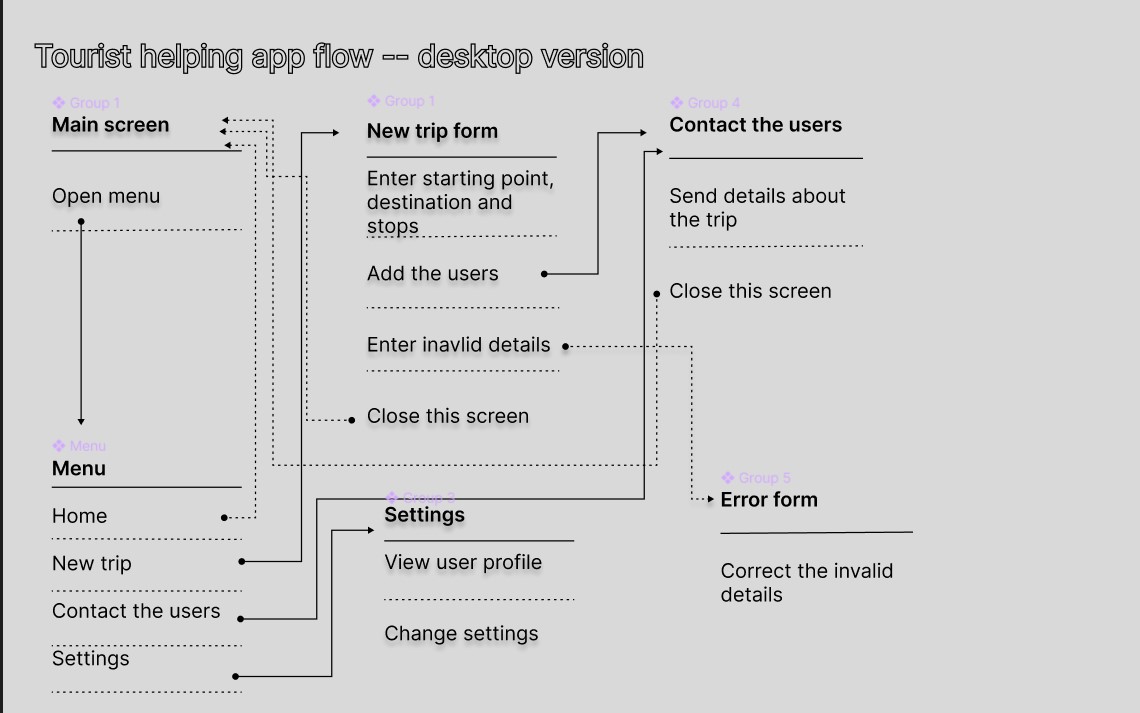 Tourist helping app flow -- desktop version
Group 1
Main screen
Open menu
Group 1
New trip form
Enter starting point,
destination and
stops
Add the users
Enter inavlid details
Close this screen
Group 4
Contact the users
Send details about
the trip
Close this screen
Menu
Menu
Home
New trip
Contact the users
Settings
Group 3
Settings
View user profile
Change settings
Group 5
Error form
Correct the invalid
details